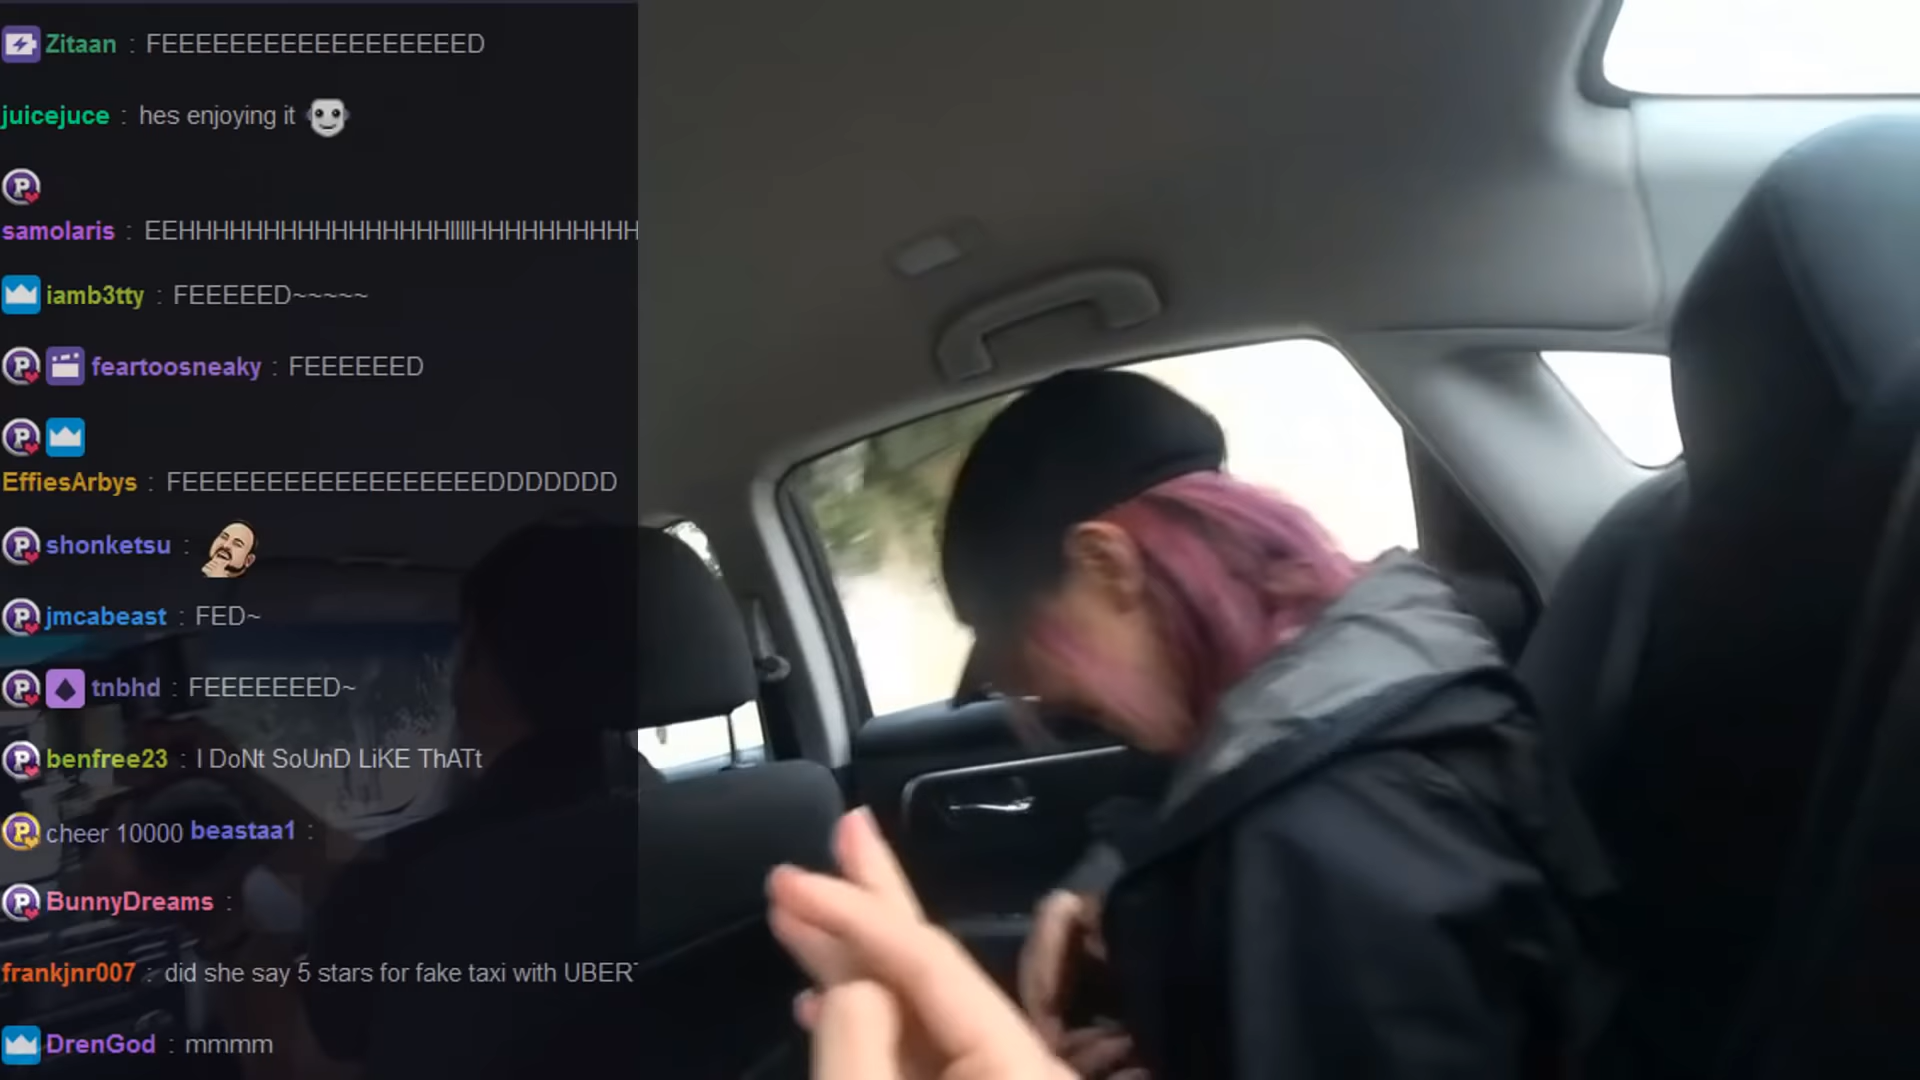 Zitaan : FEEEEEEEEEEEEEEEEEEED
juicejuce : hes enjoying it
samolaris : EEHHHHHHHHHHHHHHHHIIIIHHHHHHHHHH
iamb3tty : FEEEEED~~~~~
feartoosneaky : FEEEEEED
EffiesArbys : FEEEEEEEEEEEEEEEEEEEDDDDDDD
shonketsu :
jmcabeast : FED~
tnbhd : FEEEEEEED~
benfree23 : I DoNt SoUnD LiKE ThATt
cheer 10000 beastaa1 :
BunnyDreams :
frankjnr007 : did she say 5 stars for fake taxi with UBER
DrenGod : mmmm